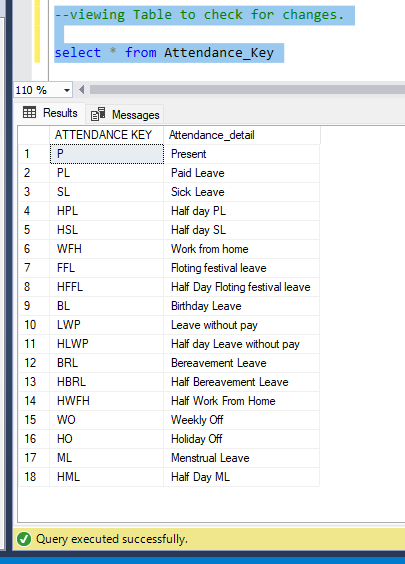 --viewing Table to check for changes.
select * from Attendance_Key
110 %
Results Messages
ATTENDANCE KEY Attendance_detail
1 P Present
2 PL Paid Leave
3 SL Sick Leave
4 HPL Half day PL
5 HSL Half day SL
6 WFH Work from home
7 FFL Floting festival leave
8 HFFL Half Day Floting festival leave
9 BL Birthday Leave
10 LWP Leave without pay
11 HLWP Half day Leave without pay
12 BRL Bereavement Leave
13 HBRL Half Bereavement Leave
14 HWFH Half Work From Home
15 WO Weekly Off
16 HO Holiday Off
17 ML Menstrual Leave
18 HML Half Day ML
Query executed successfully.